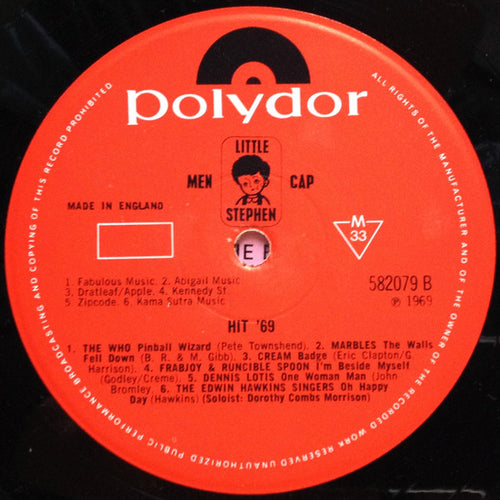 polydor
LITTLE
MEN CAP
STEPHEN
MADE IN ENGLAND
M
33
1. Fabulous Music. 2. Abigail Music
3. Dratleaf/Apple. 4. Kennedy St.
5. Zipcode. 6. Kama Sutra Music
582079 B
℗ 1969
HIT '69
1. THE WHO Pinball Wizard (Pete Townshend). 2. MARBLES The Walls
Fell Down (B. R. & M. Gibb). 3. CREAM Badge (Eric Clapton/G.
Harrison). 4. FRABJOY & RUNCIBLE SPOON I'm Beside Myself
(Godley/Creme). 5. DENNIS LOTIS One Woman Man (John
Bromley. 6. THE EDWIN HAWKINS SINGERS Oh Happy
Day (Hawkins) (Soloist: Dorothy Combs Morrison)
ALL RIGHTS OF THE MANUFACTURER AND OF THE OWNER OF THE RECORDED WORK RESERVED UNAUTHORIZED PUBLIC PERFORMANCE BROADCASTING AND COPYING OF THIS RECORD PROHIBITED